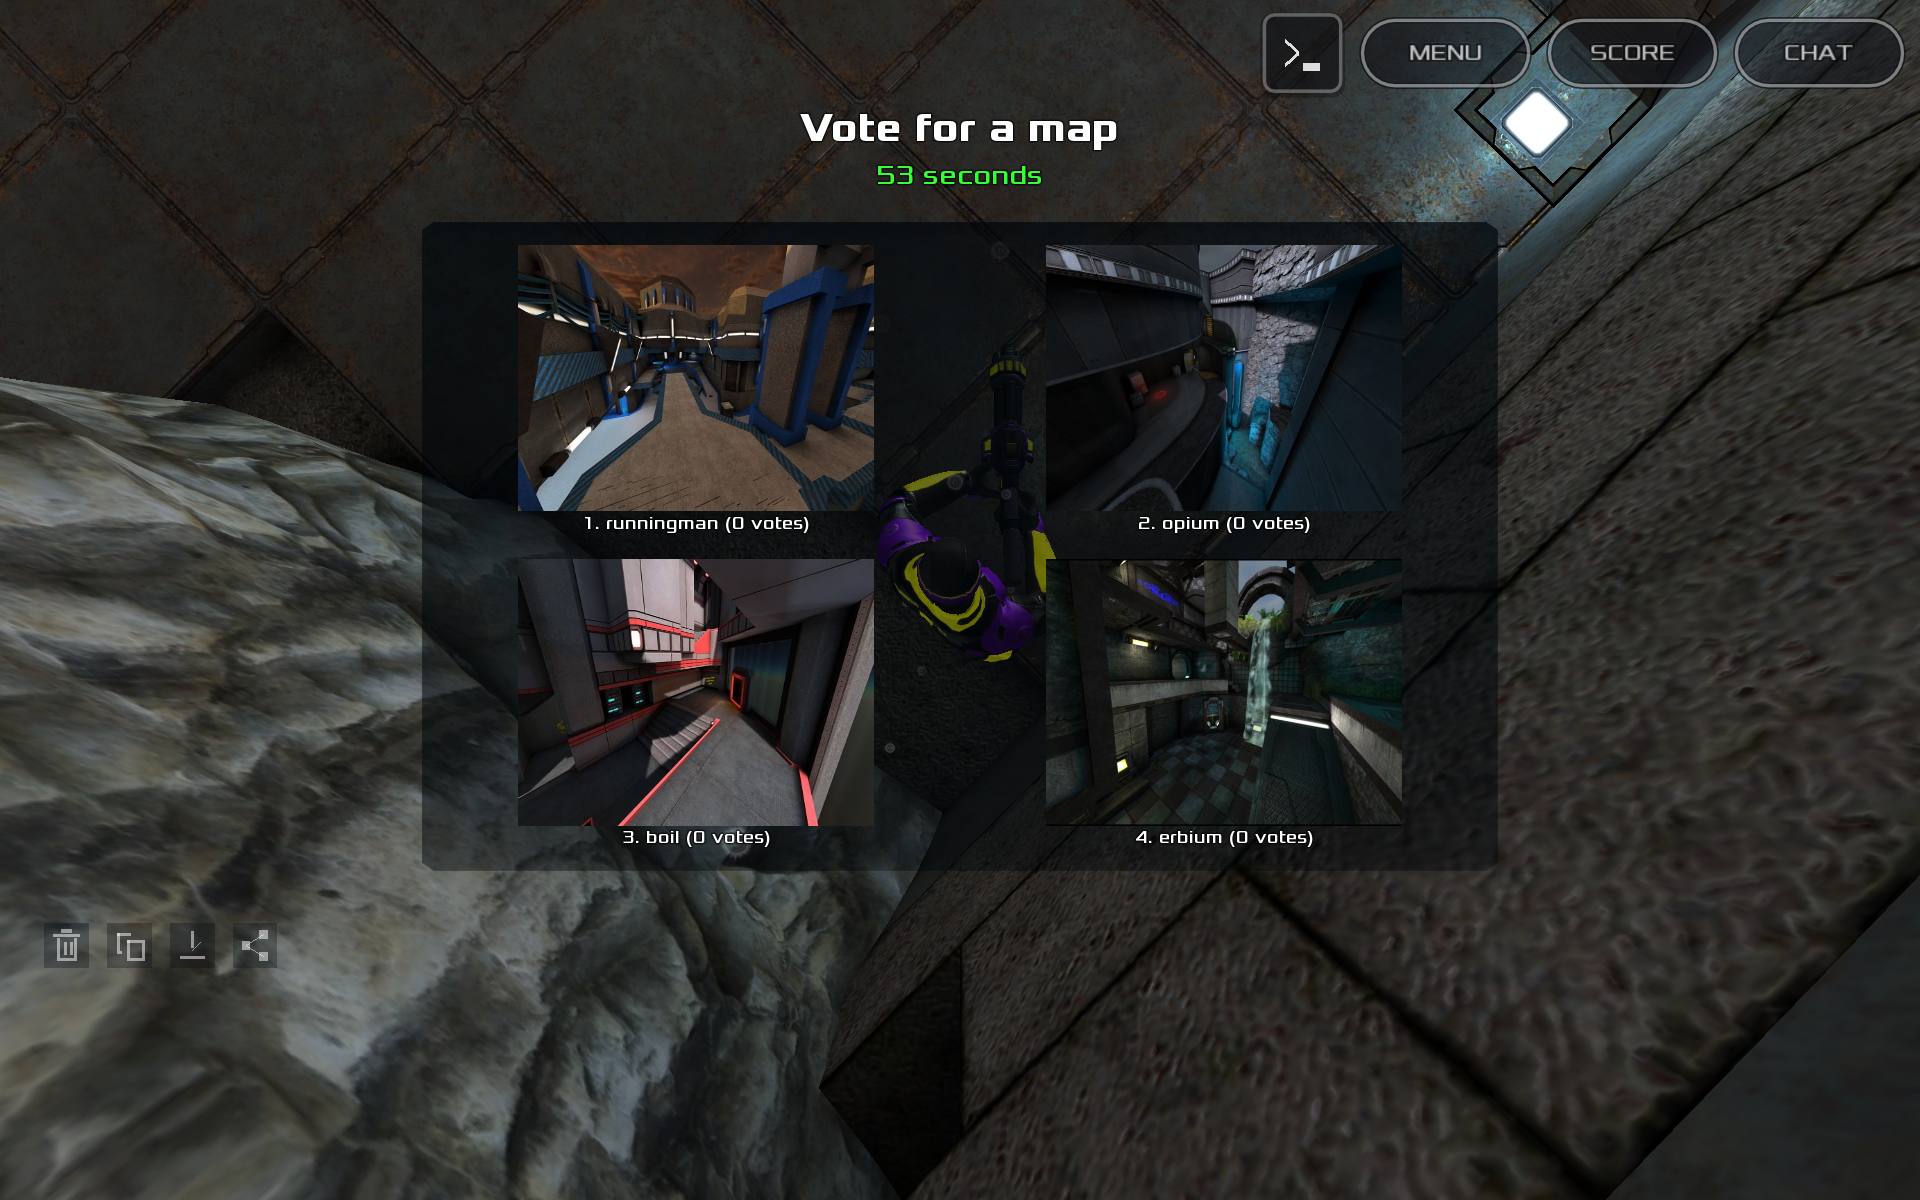 MENU
SCORE
CHAT
Vote for a map
53 seconds
1. runningman (0 votes)
2. opium (0 votes)
3. boil (0 votes)
4. erbium (0 votes)